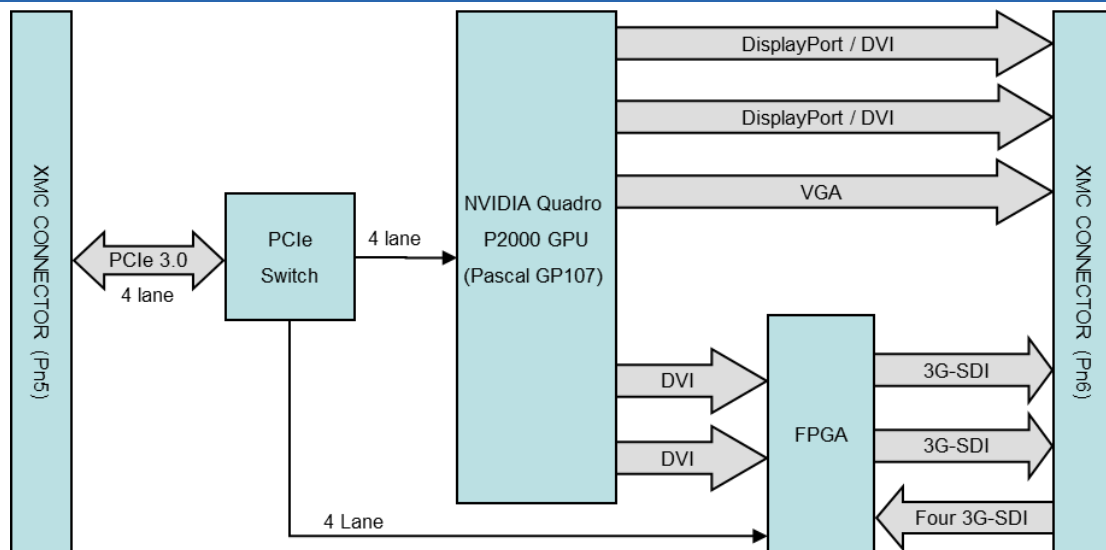 DisplayPort / DVI
DisplayPort / DVI
VGA
XMC CONNECTOR (Pn5)
PCIe 3.0
4 lane
PCIe
Switch
4 lane
NVIDIA Quadro
P2000 GPU
(Pascal GP107)
XMC CONNECTOR (Pn6)
DVI
DVI
FPGA
3G-SDI
3G-SDI
Four 3G-SDI
4 Lane